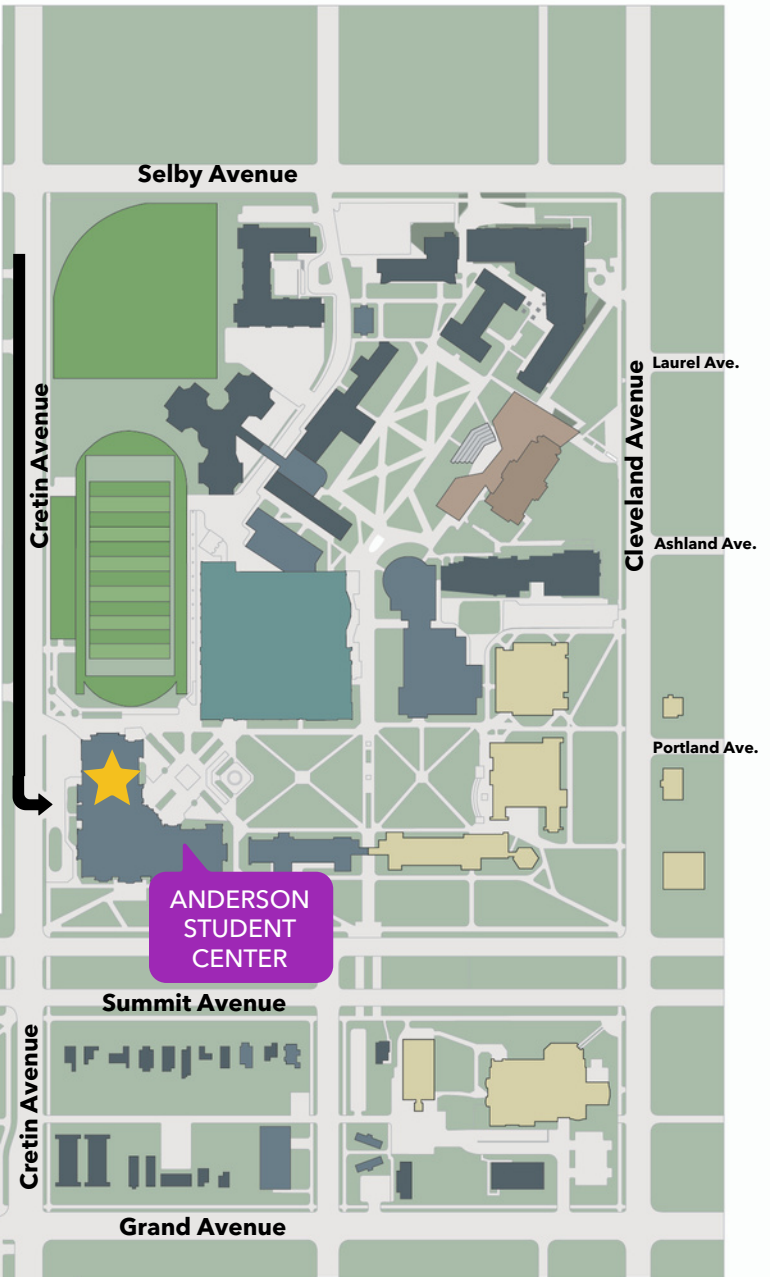 Selby Avenue
Laurel Ave.
Cretin Avenue
Cleveland Avenue
Ashland Ave.
Portland Ave.
ANDERSON
STUDENT
CENTER
Summit Avenue
Cretin Avenue
Grand Avenue